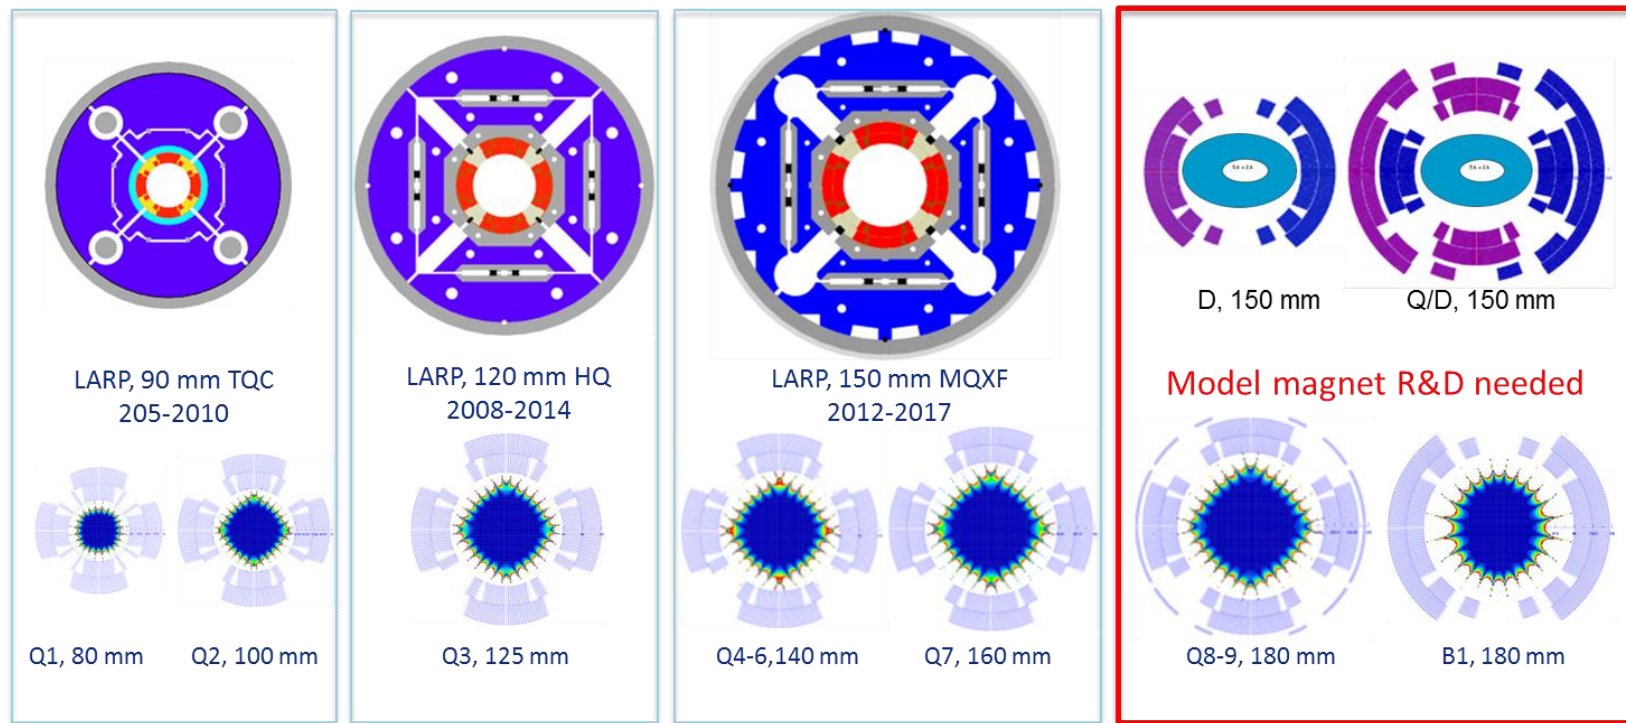 LARP, 90 mm TQC
205-2010
Q1, 80 mm
Q2, 100 mm
LARP, 120 mm HQ
2008-2014
Q3, 125 mm
LARP, 150 mm MQXF
2012-2017
Q4-6,140 mm
Q7, 160 mm
D, 150 mm
Q/D, 150 mm
Model magnet R&D needed
Q8-9, 180 mm
B1, 180 mm